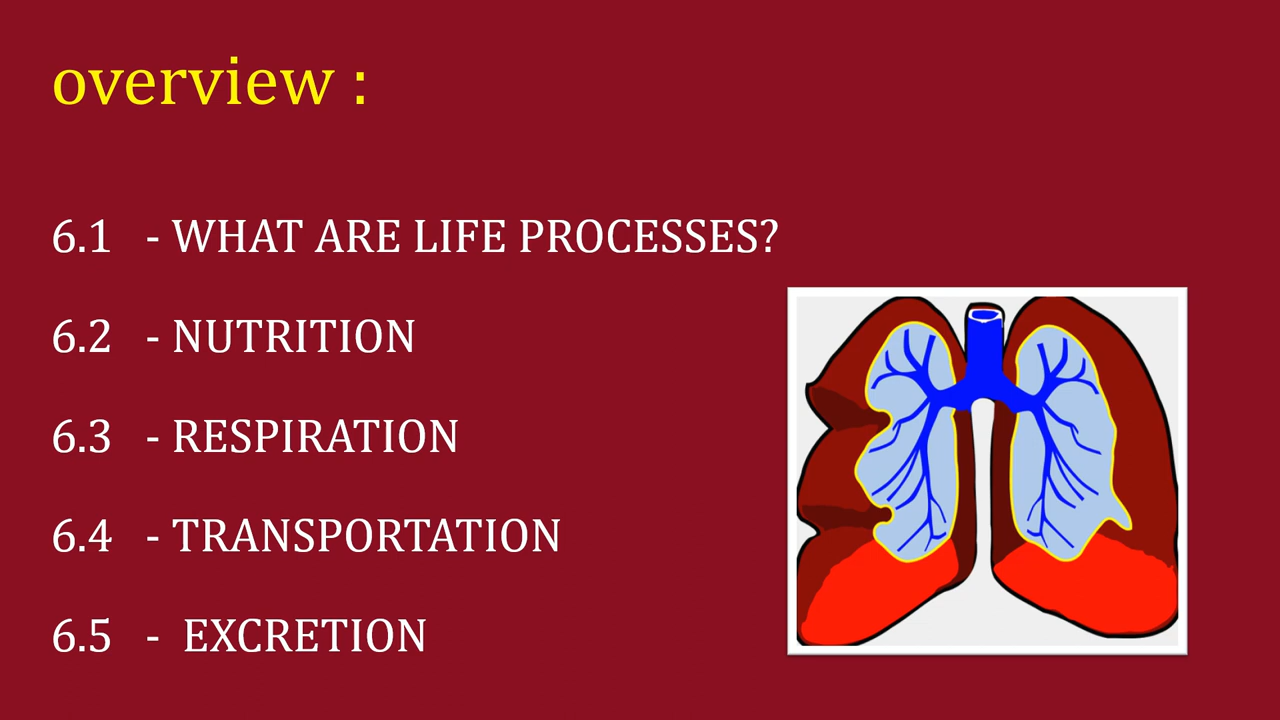 overview :
6.1 - WHAT ARE LIFE PROCESSES?
6.2 - NUTRITION
6.3 - RESPIRATION
6.4 - TRANSPORTATION
6.5 - EXCRETION